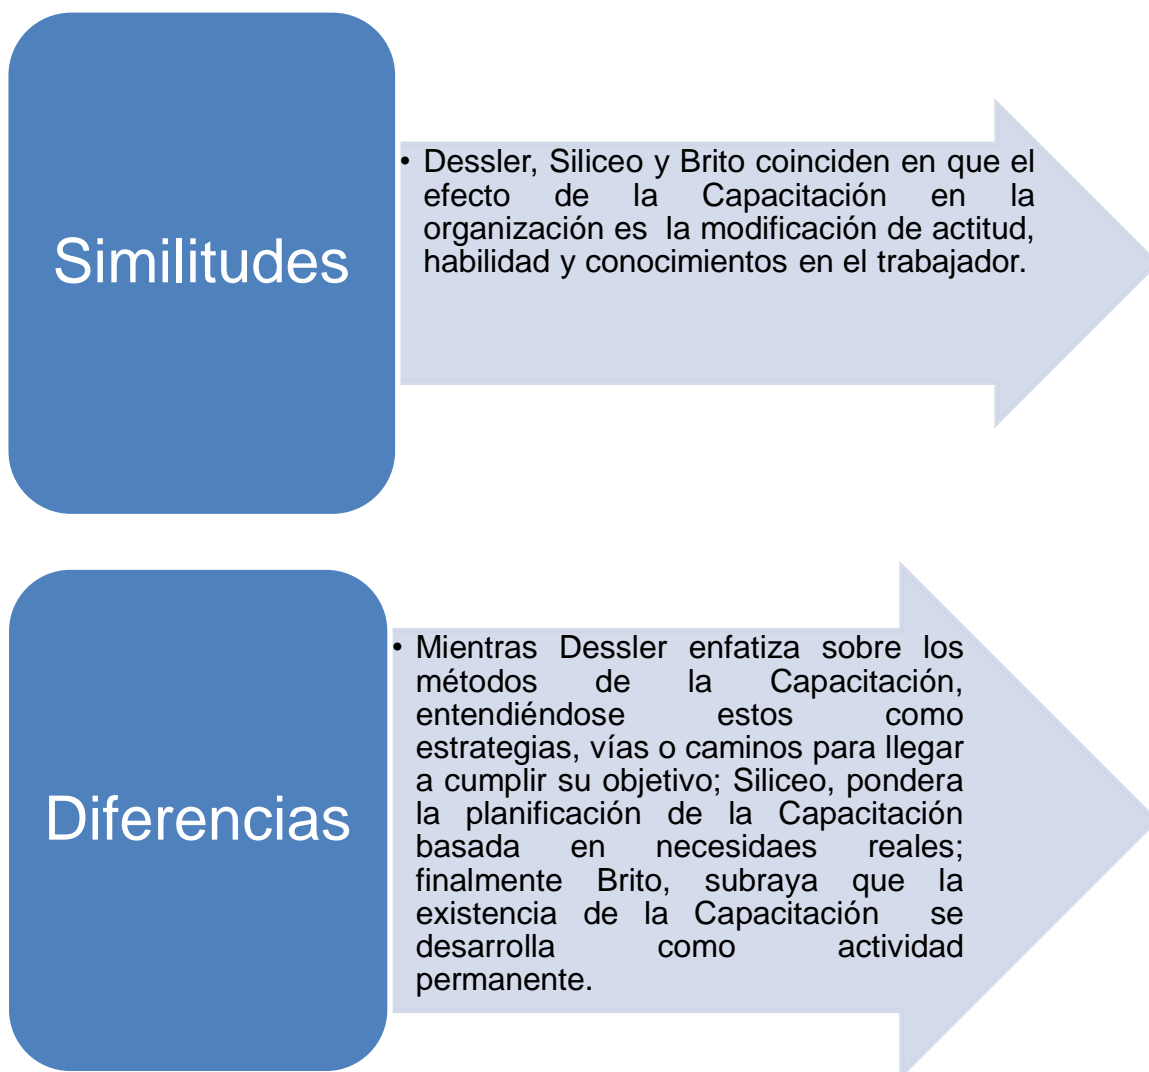 Similitudes
• Dessler, Siliceo y Brito coinciden en que el
efecto de la Capacitación en la
organización es la modificación de actitud,
habilidad y conocimientos en el trabajador.
Diferencias
• Mientras Dessler enfatiza sobre los
métodos de la Capacitación,
entendiéndose estos como
estrategias, vías o caminos para llegar
a cumplir su objetivo; Siliceo, pondera
la planificación de la Capacitación
basada en necesidaes reales;
finalmente Brito, subraya que la
existencia de la Capacitación se
desarrolla como actividad
permanente.